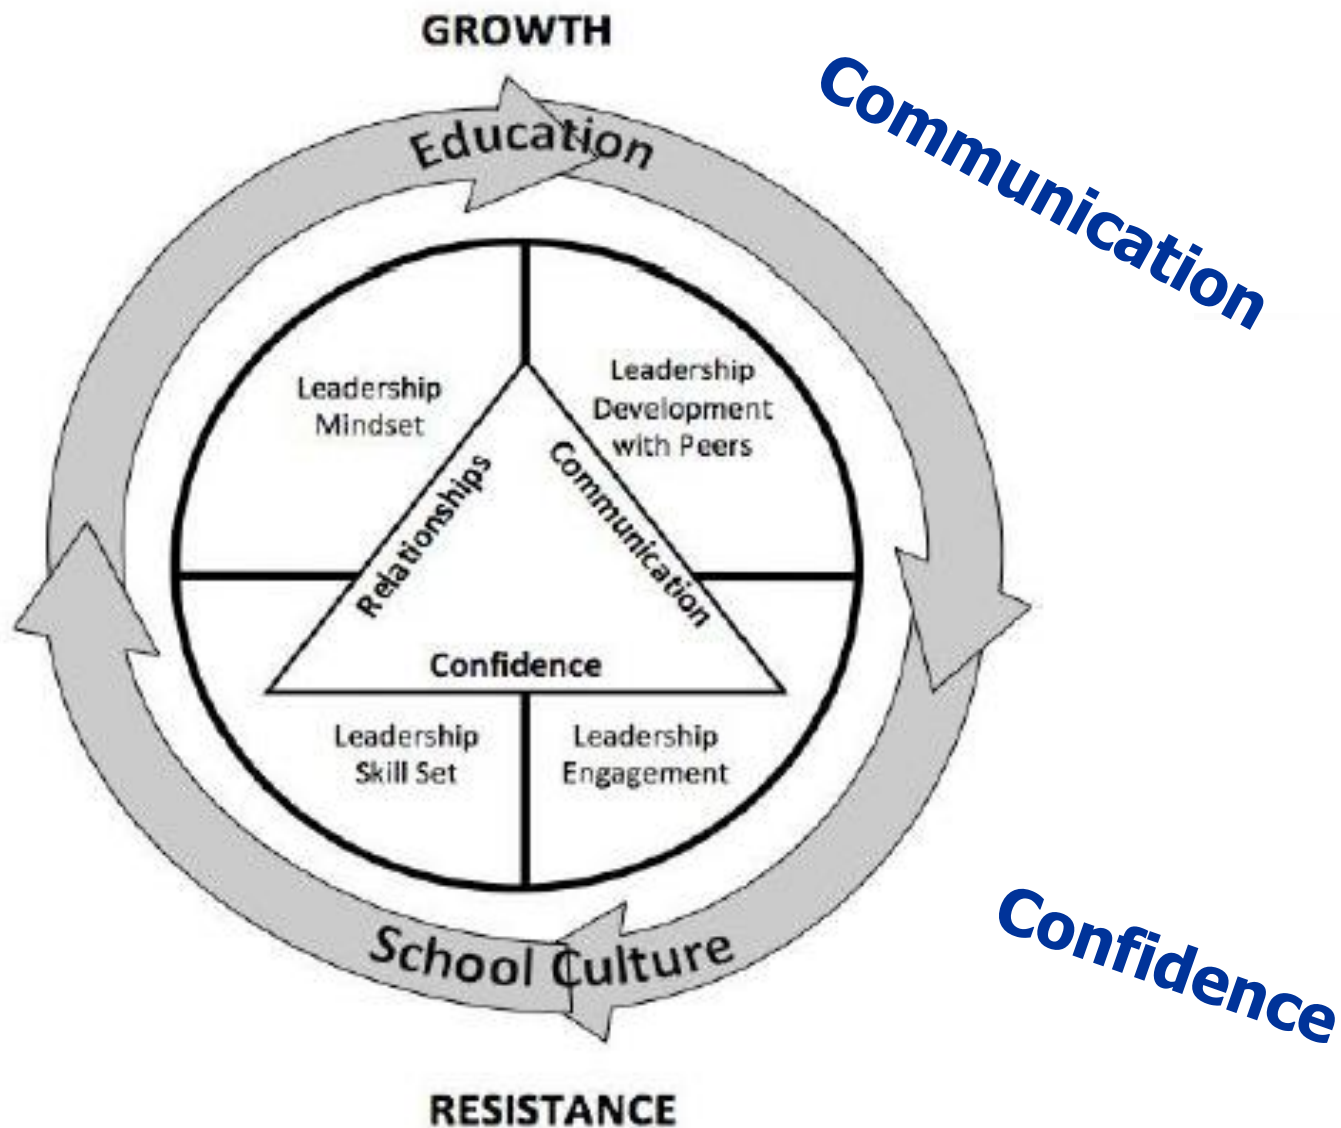 GROWTH
Communication
Education
Leadership
Mindset
Leadership
Development
with Peers
Relationships
Communication
Confidence
Leadership
Skill Set
Leadership
Engagement
School Culture
Confidence
RESISTANCE